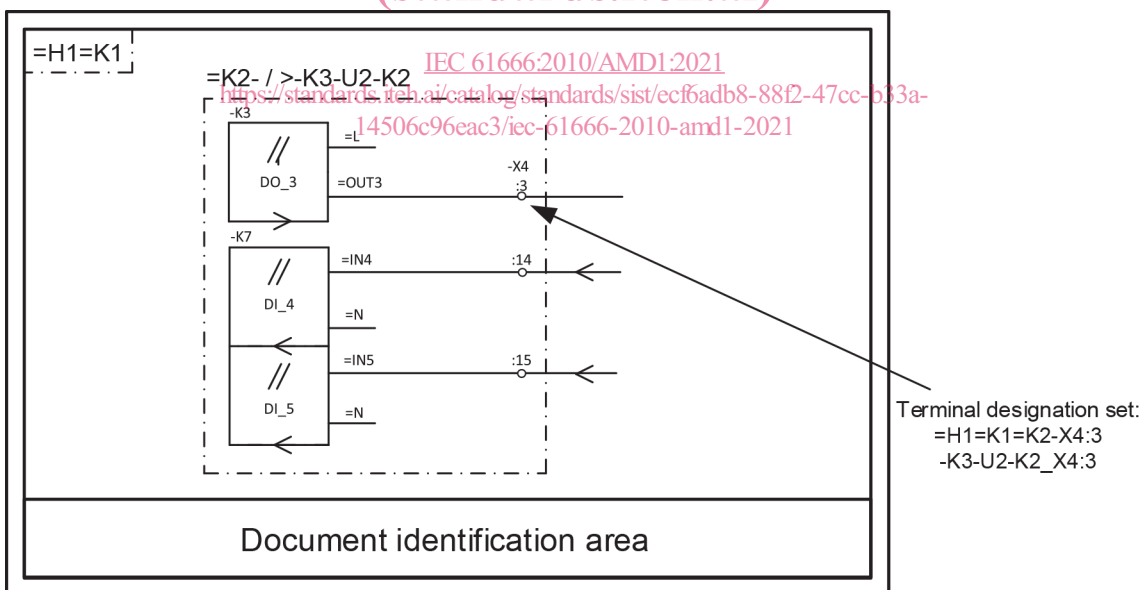 =H1=K1
IEC 61666:2010/AMD1:2021
=K2- / >-K3-U2-K2
https://standards.iteh.ai/catalog/standards/sist/ecf6adb8-88f2-47cc-b33a-
14506c96eac3/iec-61666-2010-amd1-2021
-K3
=L
DO_3
=OUT3
-X4
:3
-K7
=IN4
:14
DI_4
=N
=IN5
:15
DI_5
=N
Terminal designation set:
=H1=K1=K2-X4:3
-K3-U2-K2_X4:3
Document identification area